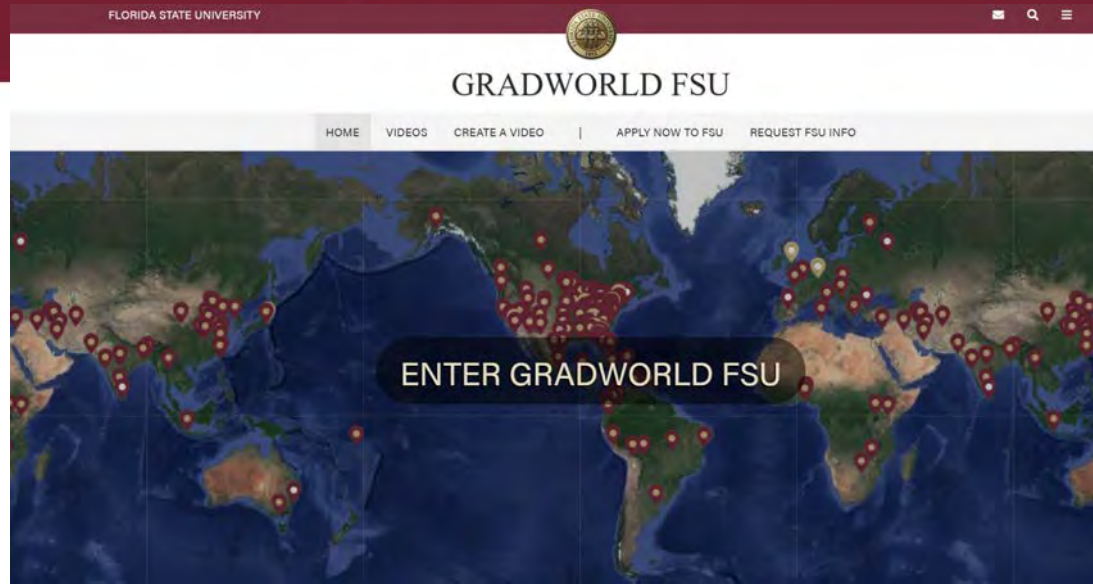 FLORIDA STATE UNIVERSITY
GRADWORLD FSU
HOME VIDEOS CREATE A VIDEO | APPLY NOW TO FSU REQUEST FSU INFO
ENTER GRADWORLD FSU